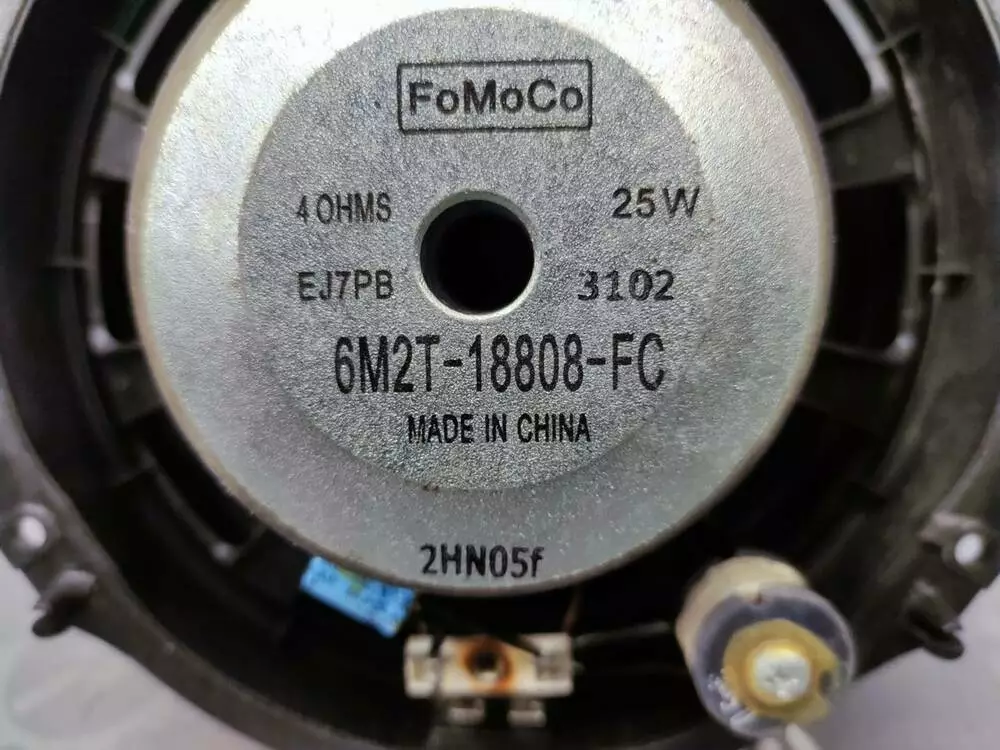 FoMoCo
4 OHMS 25W
EJ7PB 3102
6M2T-18808-FC
MADE IN CHINA
2HN05f